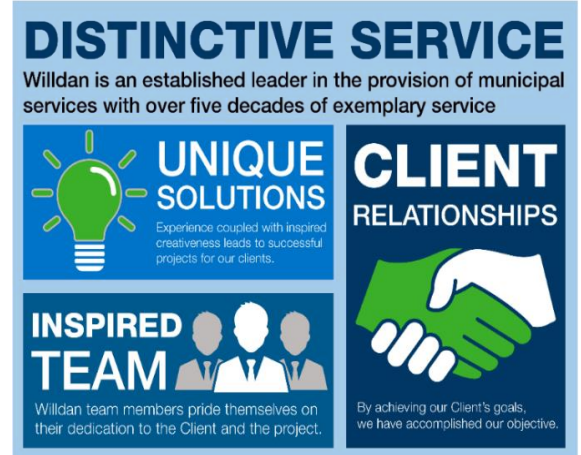 DISTINCTIVE SERVICE
Willdan is an established leader in the provision of municipal
services with over five decades of exemplary service
UNIQUE
SOLUTIONS
Experience coupled with inspired
creativeness leads to successful
projects for our clients.
INSPIRED
TEAM
Willdan team members pride themselves on
their dedication to the Client and the project.
CLIENT
RELATIONSHIPS
By achieving our Client's goals,
we have accomplished our objective.